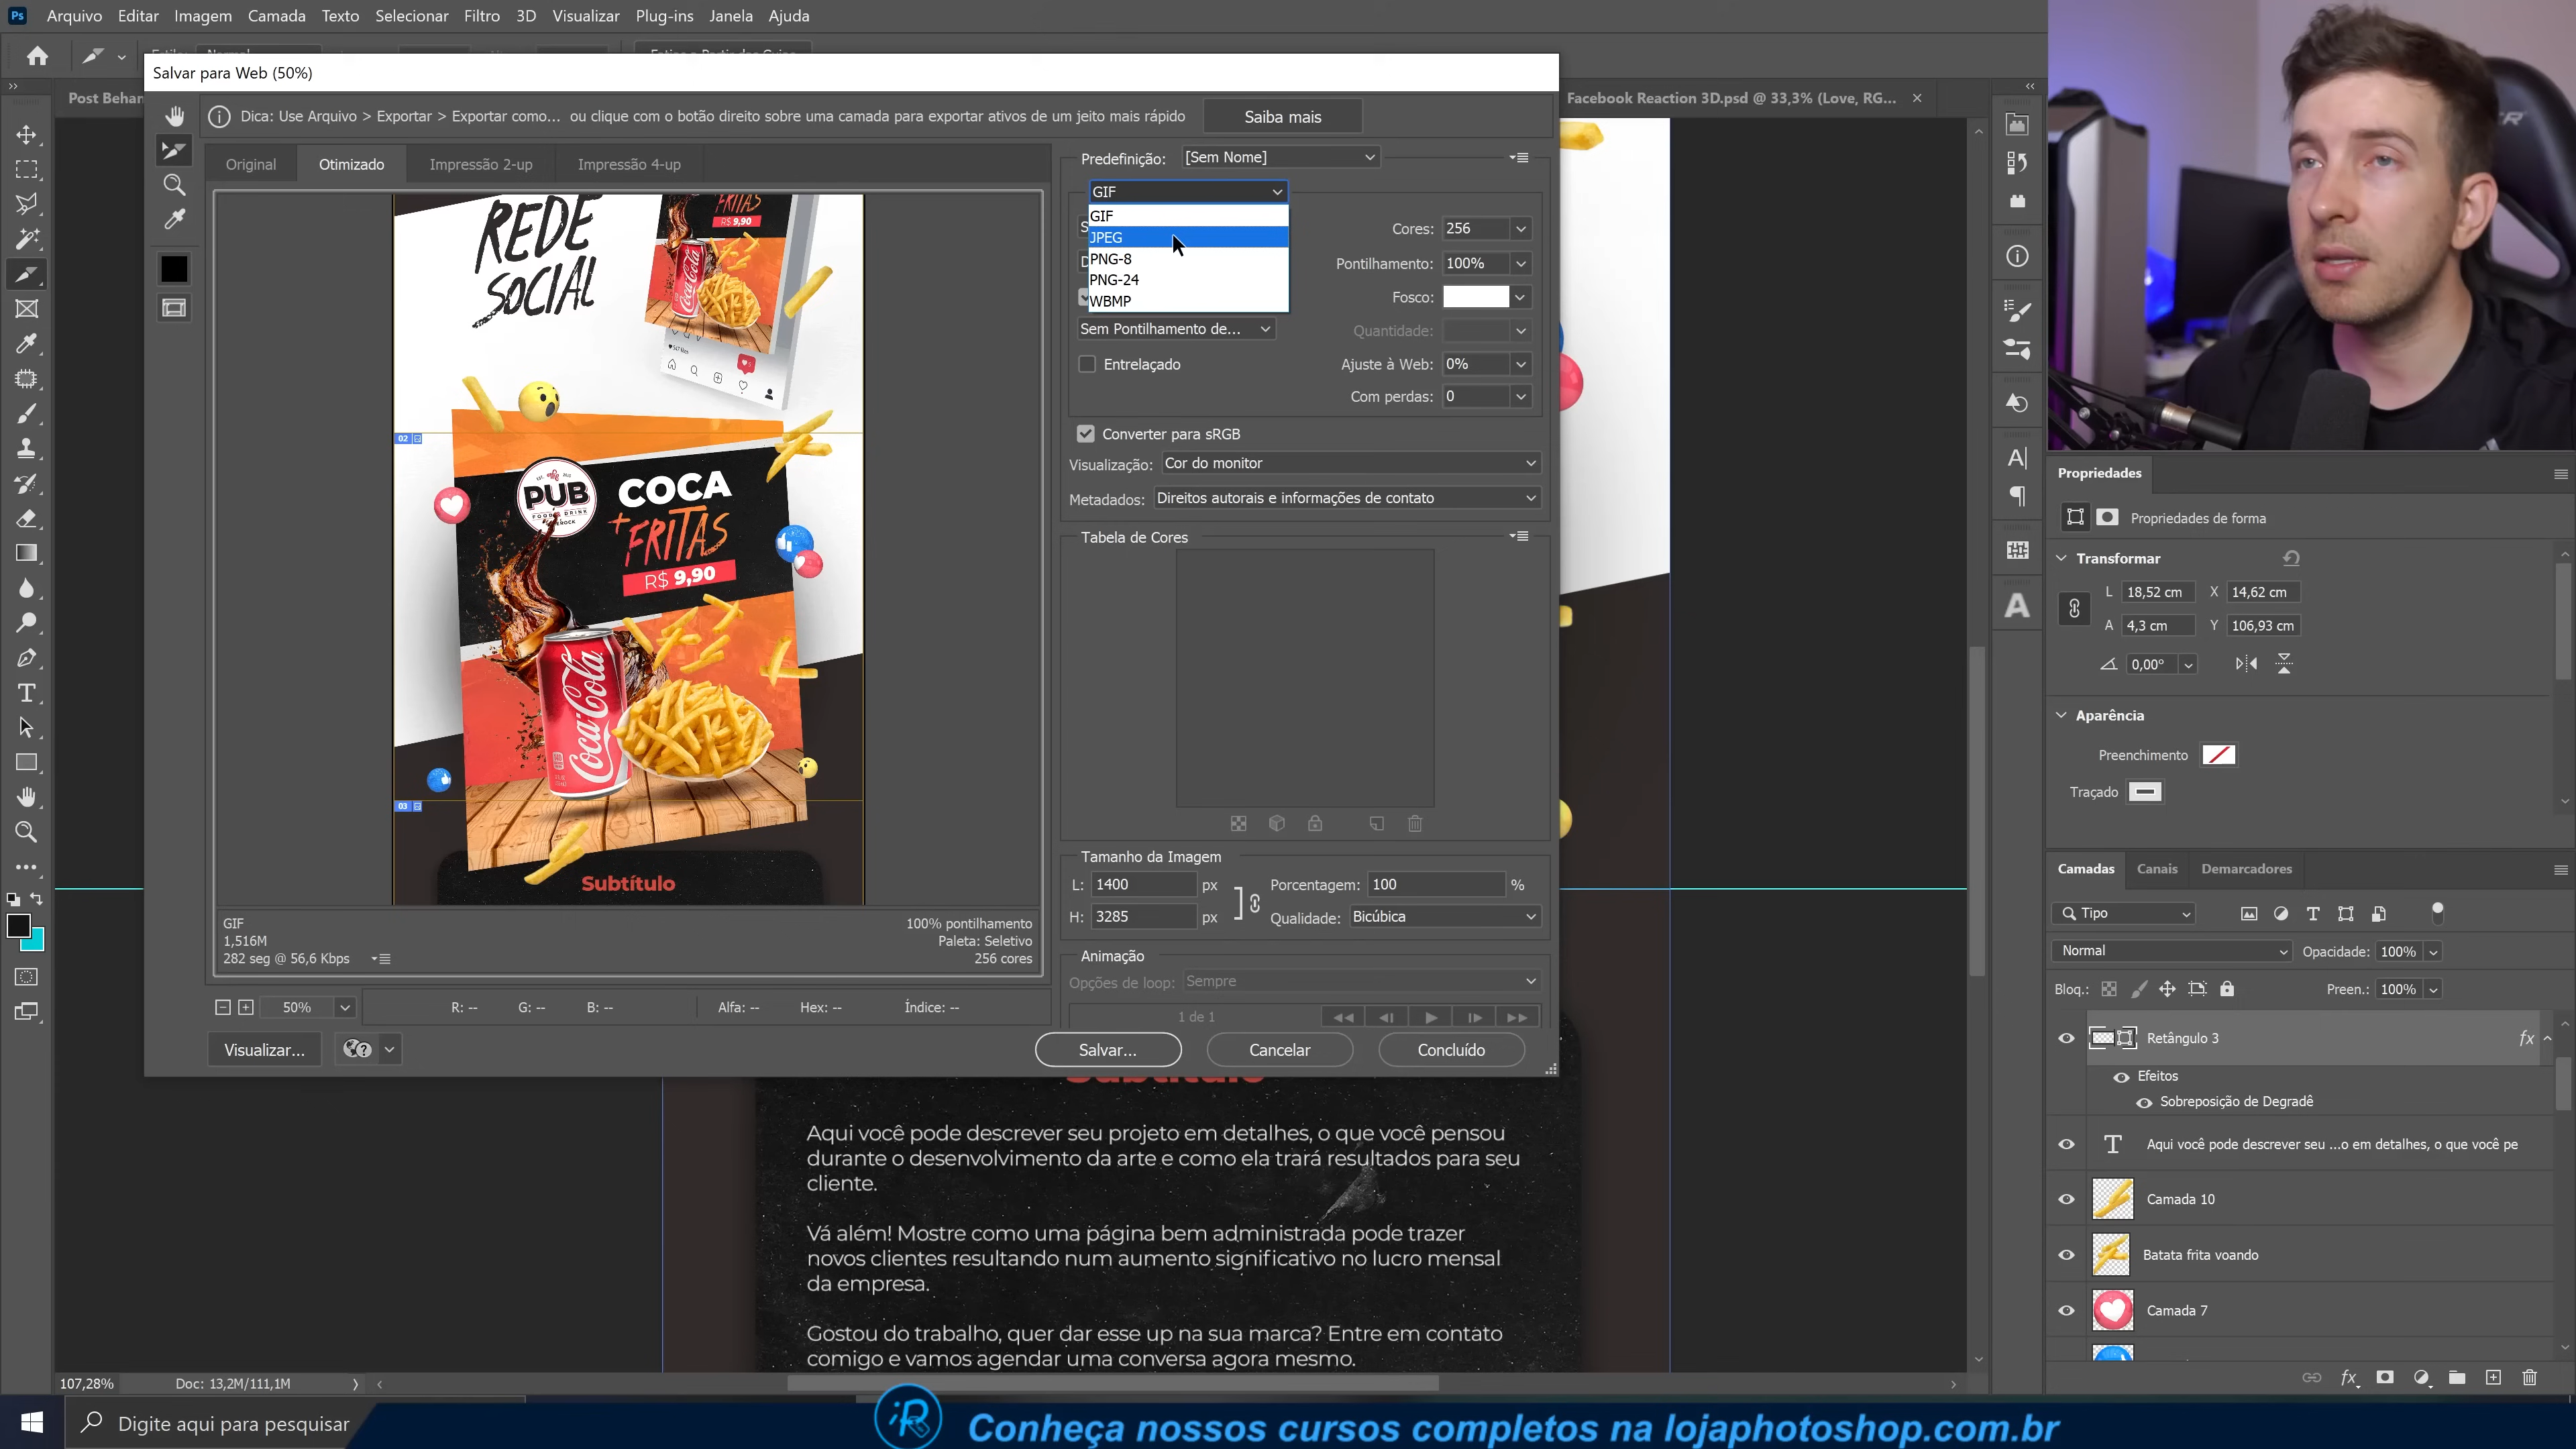 Ps Arquivo Editar Imagem Camada Texto Selecionar Filtro 3D Visualizar Plug-ins Janela Ajuda
Salvar para Web (50%)
Post Behan
Facebook Reaction 3D.psd @ 33,3% (Love, RG... ×
Dica: Use Arquivo > Exportar > Exportar como... ou clique com o botão direito sobre uma camada para exportar ativos de um jeito mais rápido
Saiba mais
Original Otimizado Impressão 2-up Impressão 4-up
Predefinição: [Sem Nome]
GIF
GIF
JPEG
PNG-8
PNG-24
WBMP
Cores: 256
Pontilhamento: 100%
Fosco:
Sem Pontilhamento de...
Quantidade:
Entrelaçado
Ajuste à Web: 0%
Com perdas: 0
Converter para sRGB
Visualização: Cor do monitor
Metadados: Direitos autorais e informações de contato
Tabela de Cores
REDE
SOCIAL
FRITAS
R$ 9,90
Coca-Cola
02
PUB
COCA
+ FRITAS
R$ 9,90
Coca-Cola
03
Subtítulo
Tamanho da Imagem
L: 1400 px Porcentagem: 100 %
H: 3285 px Qualidade: Bicúbica
GIF
1,516M
282 seg @ 56,6 Kbps
100% pontilhamento
Paleta: Seletivo
256 cores
Animação
Opções de loop: Sempre
1 de 1
50% R: -- G: -- B: -- Alfa: -- Hex: -- Índice: --
Visualizar... Salvar... Cancelar Concluído
Aqui você pode descrever seu projeto em detalhes, o que você pensou
durante o desenvolvimento da arte e como ela trará resultados para seu
cliente.
Vá além! Mostre como uma página bem administrada pode trazer
novos clientes resultando num aumento significativo no lucro mensal
da empresa.
Gostou do trabalho, quer dar esse up na sua marca? Entre em contato
comigo e vamos agendar uma conversa agora mesmo.
Propriedades
Propriedades de forma
Transformar
L 18,52 cm X 14,62 cm
A 4,3 cm Y 106,93 cm
0,00°
Aparência
Preenchimento
Traçado
Camadas Canais Demarcadores
Tipo
Normal Opacidade: 100%
Bloq.: Preen.: 100%
Retângulo 3 fx
Efeitos
Sobreposição de Degradê
Aqui você pode descrever seu ...o em detalhes, o que você pe
Camada 10
Batata frita voando
Camada 7
107,28% Doc: 13,2M/111,1M
Digite aqui para pesquisar
Conheça nossos cursos completos na lojaphotoshop.com.br